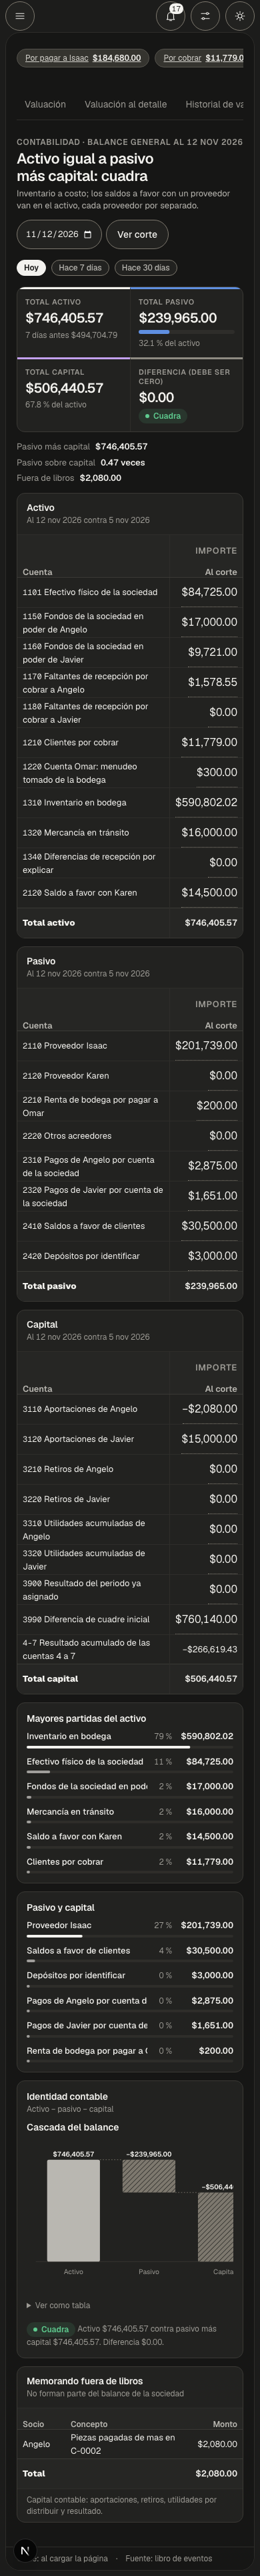 17
Por pagar a Isaac $184,680.00
Por cobrar $11,779.0
Valuación Valuación al detalle Historial de va
CONTABILIDAD · BALANCE GENERAL AL 12 NOV 2026
Activo igual a pasivo
más capital: cuadra
Inventario a costo; los saldos a favor con un proveedor
van en el activo, cada proveedor por separado.
11/12/2026 Ver corte
Hoy Hace 7 días Hace 30 días
TOTAL ACTIVO
$746,405.57
7 días antes $494,704.79
TOTAL PASIVO
$239,965.00
32.1 % del activo
TOTAL CAPITAL
$506,440.57
67.8 % del activo
DIFERENCIA (DEBE SER
CERO)
$0.00
Cuadra
Pasivo más capital $746,405.57
Pasivo sobre capital 0.47 veces
Fuera de libros $2,080.00
Activo
Al 12 nov 2026 contra 5 nov 2026
IMPORTE
Cuenta Al corte
1101 Efectivo físico de la sociedad $84,725.00
1150 Fondos de la sociedad en
poder de Angelo $17,000.00
1160 Fondos de la sociedad en
poder de Javier $9,721.00
1170 Faltantes de recepción por
cobrar a Angelo $1,578.55
1180 Faltantes de recepción por
cobrar a Javier $0.00
1210 Clientes por cobrar $11,779.00
1220 Cuenta Omar: menudeo
tomado de la bodega $300.00
1310 Inventario en bodega $590,802.02
1320 Mercancía en tránsito $16,000.00
1340 Diferencias de recepción por
explicar $0.00
2120 Saldo a favor con Karen $14,500.00
Total activo $746,405.57
Pasivo
Al 12 nov 2026 contra 5 nov 2026
IMPORTE
Cuenta Al corte
2110 Proveedor Isaac $201,739.00
2120 Proveedor Karen $0.00
2210 Renta de bodega por pagar a
Omar $200.00
2220 Otros acreedores $0.00
2310 Pagos de Angelo por cuenta
de la sociedad $2,875.00
2320 Pagos de Javier por cuenta de
la sociedad $1,651.00
2410 Saldos a favor de clientes $30,500.00
2420 Depósitos por identificar $3,000.00
Total pasivo $239,965.00
Capital
Al 12 nov 2026 contra 5 nov 2026
IMPORTE
Cuenta Al corte
3110 Aportaciones de Angelo −$2,080.00
3120 Aportaciones de Javier $15,000.00
3210 Retiros de Angelo $0.00
3220 Retiros de Javier $0.00
3310 Utilidades acumuladas de
Angelo $0.00
3320 Utilidades acumuladas de
Javier $0.00
3900 Resultado del periodo ya
asignado $0.00
3990 Diferencia de cuadre inicial $760,140.00
4-7 Resultado acumulado de las
cuentas 4 a 7 −$266,619.43
Total capital $506,440.57
Mayores partidas del activo
Inventario en bodega 79 % $590,802.02
Efectivo físico de la sociedad 11 % $84,725.00
Fondos de la sociedad en pode 2 % $17,000.00
Mercancía en tránsito 2 % $16,000.00
Saldo a favor con Karen 2 % $14,500.00
Clientes por cobrar 2 % $11,779.00
Pasivo y capital
Proveedor Isaac 27 % $201,739.00
Saldos a favor de clientes 4 % $30,500.00
Depósitos por identificar 0 % $3,000.00
Pagos de Angelo por cuenta d 0 % $2,875.00
Pagos de Javier por cuenta de 0 % $1,651.00
Renta de bodega por pagar a O 0 % $200.00
Identidad contable
Activo − pasivo − capital
Cascada del balance
$746,405.57 −$239,965.00 −$506,44
Activo Pasivo Capita
Ver como tabla
Cuadra Activo $746,405.57 contra pasivo más
capital $746,405.57. Diferencia $0.00.
Memorando fuera de libros
No forman parte del balance de la sociedad
Socio Concepto Monto
Angelo Piezas pagadas de mas en
C-0002 $2,080.00
Total $2,080.00
Capital contable: aportaciones, retiros, utilidades por
distribuir y resultado.
N
al cargar la página · Fuente: libro de eventos